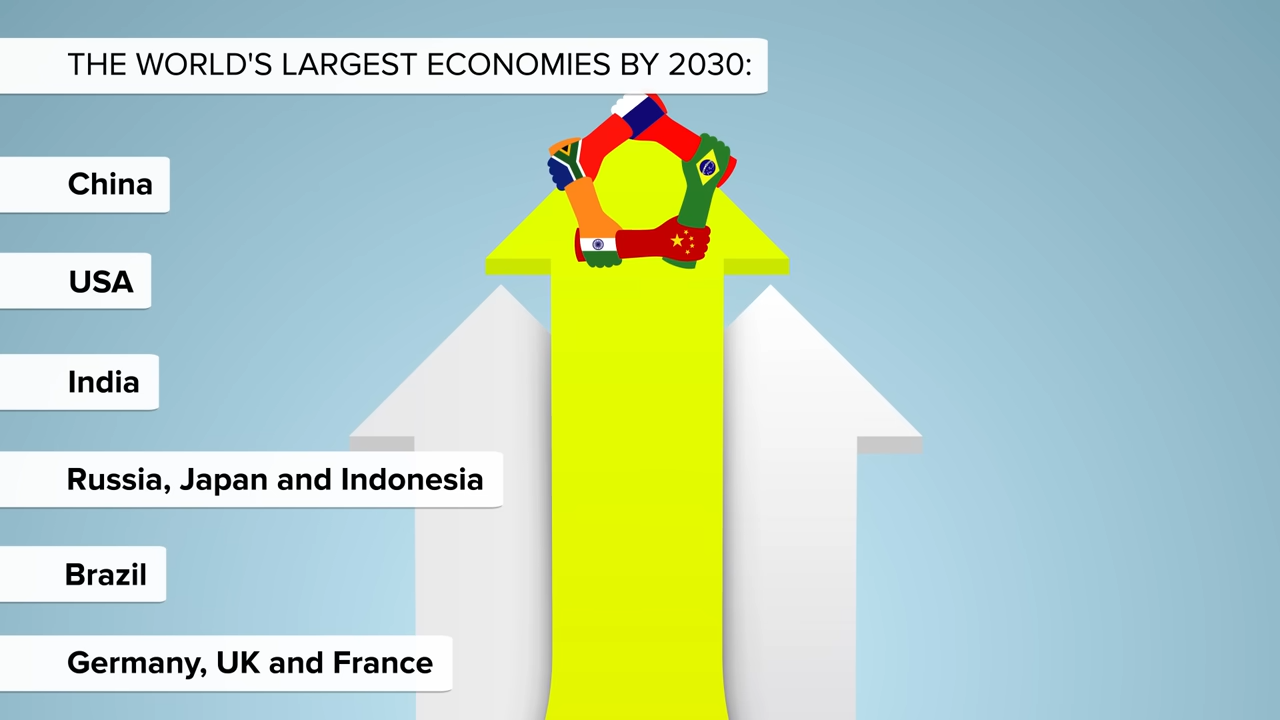 THE WORLD'S LARGEST ECONOMIES BY 2030:
China
USA
India
Russia, Japan and Indonesia
Brazil
Germany, UK and France